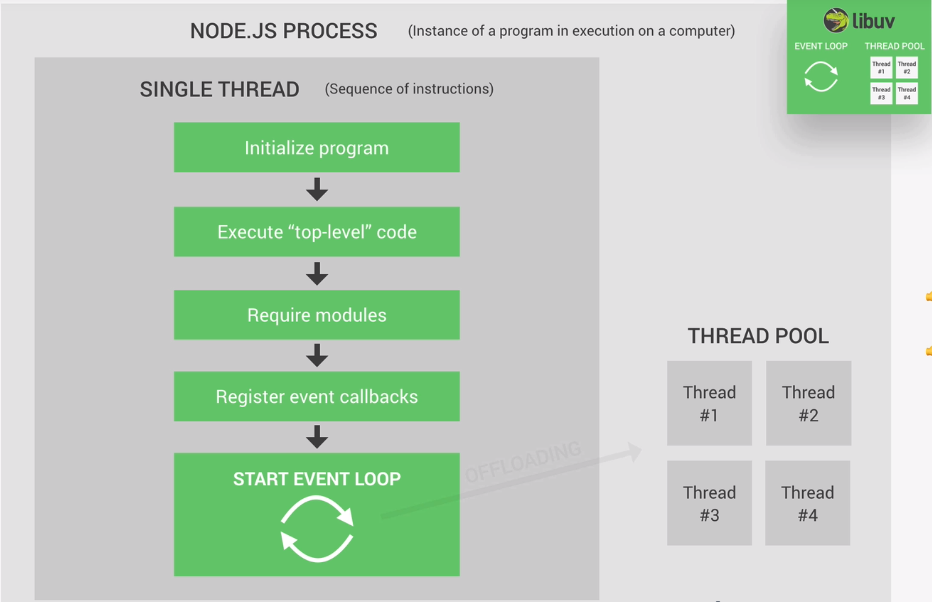 NODE.JS PROCESS (Instance of a program in execution on a computer)
libuv
EVENT LOOP THREAD POOL
Thread #1 Thread #2
Thread #3 Thread #4
SINGLE THREAD (Sequence of instructions)
Initialize program
Execute “top-level” code
Require modules
Register event callbacks
START EVENT LOOP
OFFLOADING
THREAD POOL
Thread #1
Thread #2
Thread #3
Thread #4